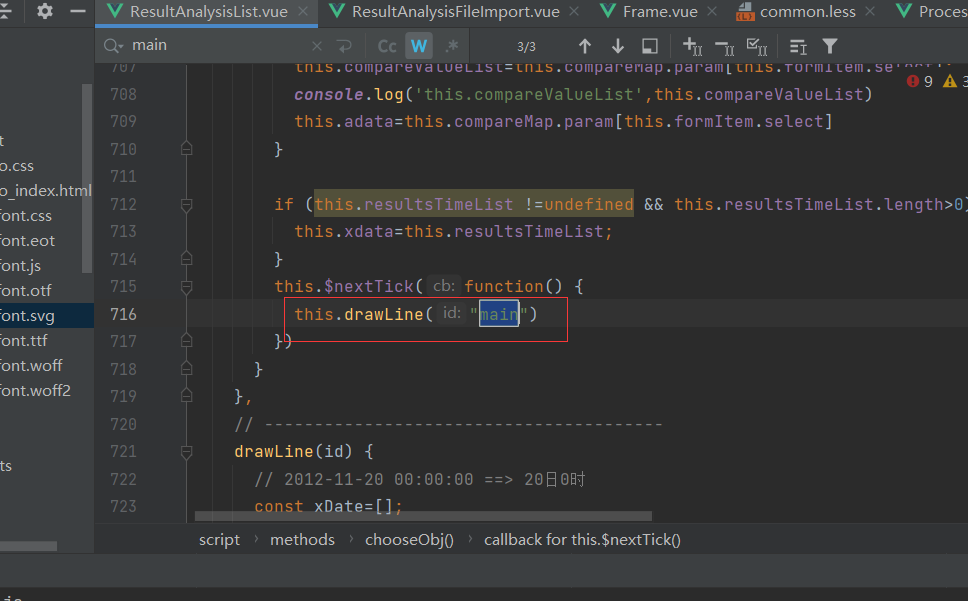 ResultAnalysisList.vue × ResultAnalysisFileImport.vue × Frame.vue × common.less × Proces
main × Cc W .* 3/3
t
o.css
o_index.html
font.css
font.eot
font.js
font.otf
font.svg
font.ttf
font.woff
font.woff2
ts
9 3
707 this.compareValueList=this.compareMap.param[this.formItem.select];
708 console.log('this.compareValueList',this.compareValueList)
709 this.adata=this.compareMap.param[this.formItem.select]
710 }
711
712 if (this.resultsTimeList !=undefined && this.resultsTimeList.length>0)
713 this.xdata=this.resultsTimeList;
714 }
715 this.$nextTick( cb: function() {
716 this.drawLine( id: "main")
717 })
718 }
719 },
720 // ----------------------------------------
721 drawLine(id) {
722 // 2012-11-20 00:00:00 ==> 20日0时
723 const xDate=[];
script › methods › chooseObj() › callback for this.$nextTick()